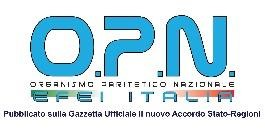 O.P.N.
ORGANISMO PARITETICO NAZIONALE
EFEI ITALIA
Pubblicato sulla Gazzetta Ufficiale il nuovo Accordo Stato-Regioni